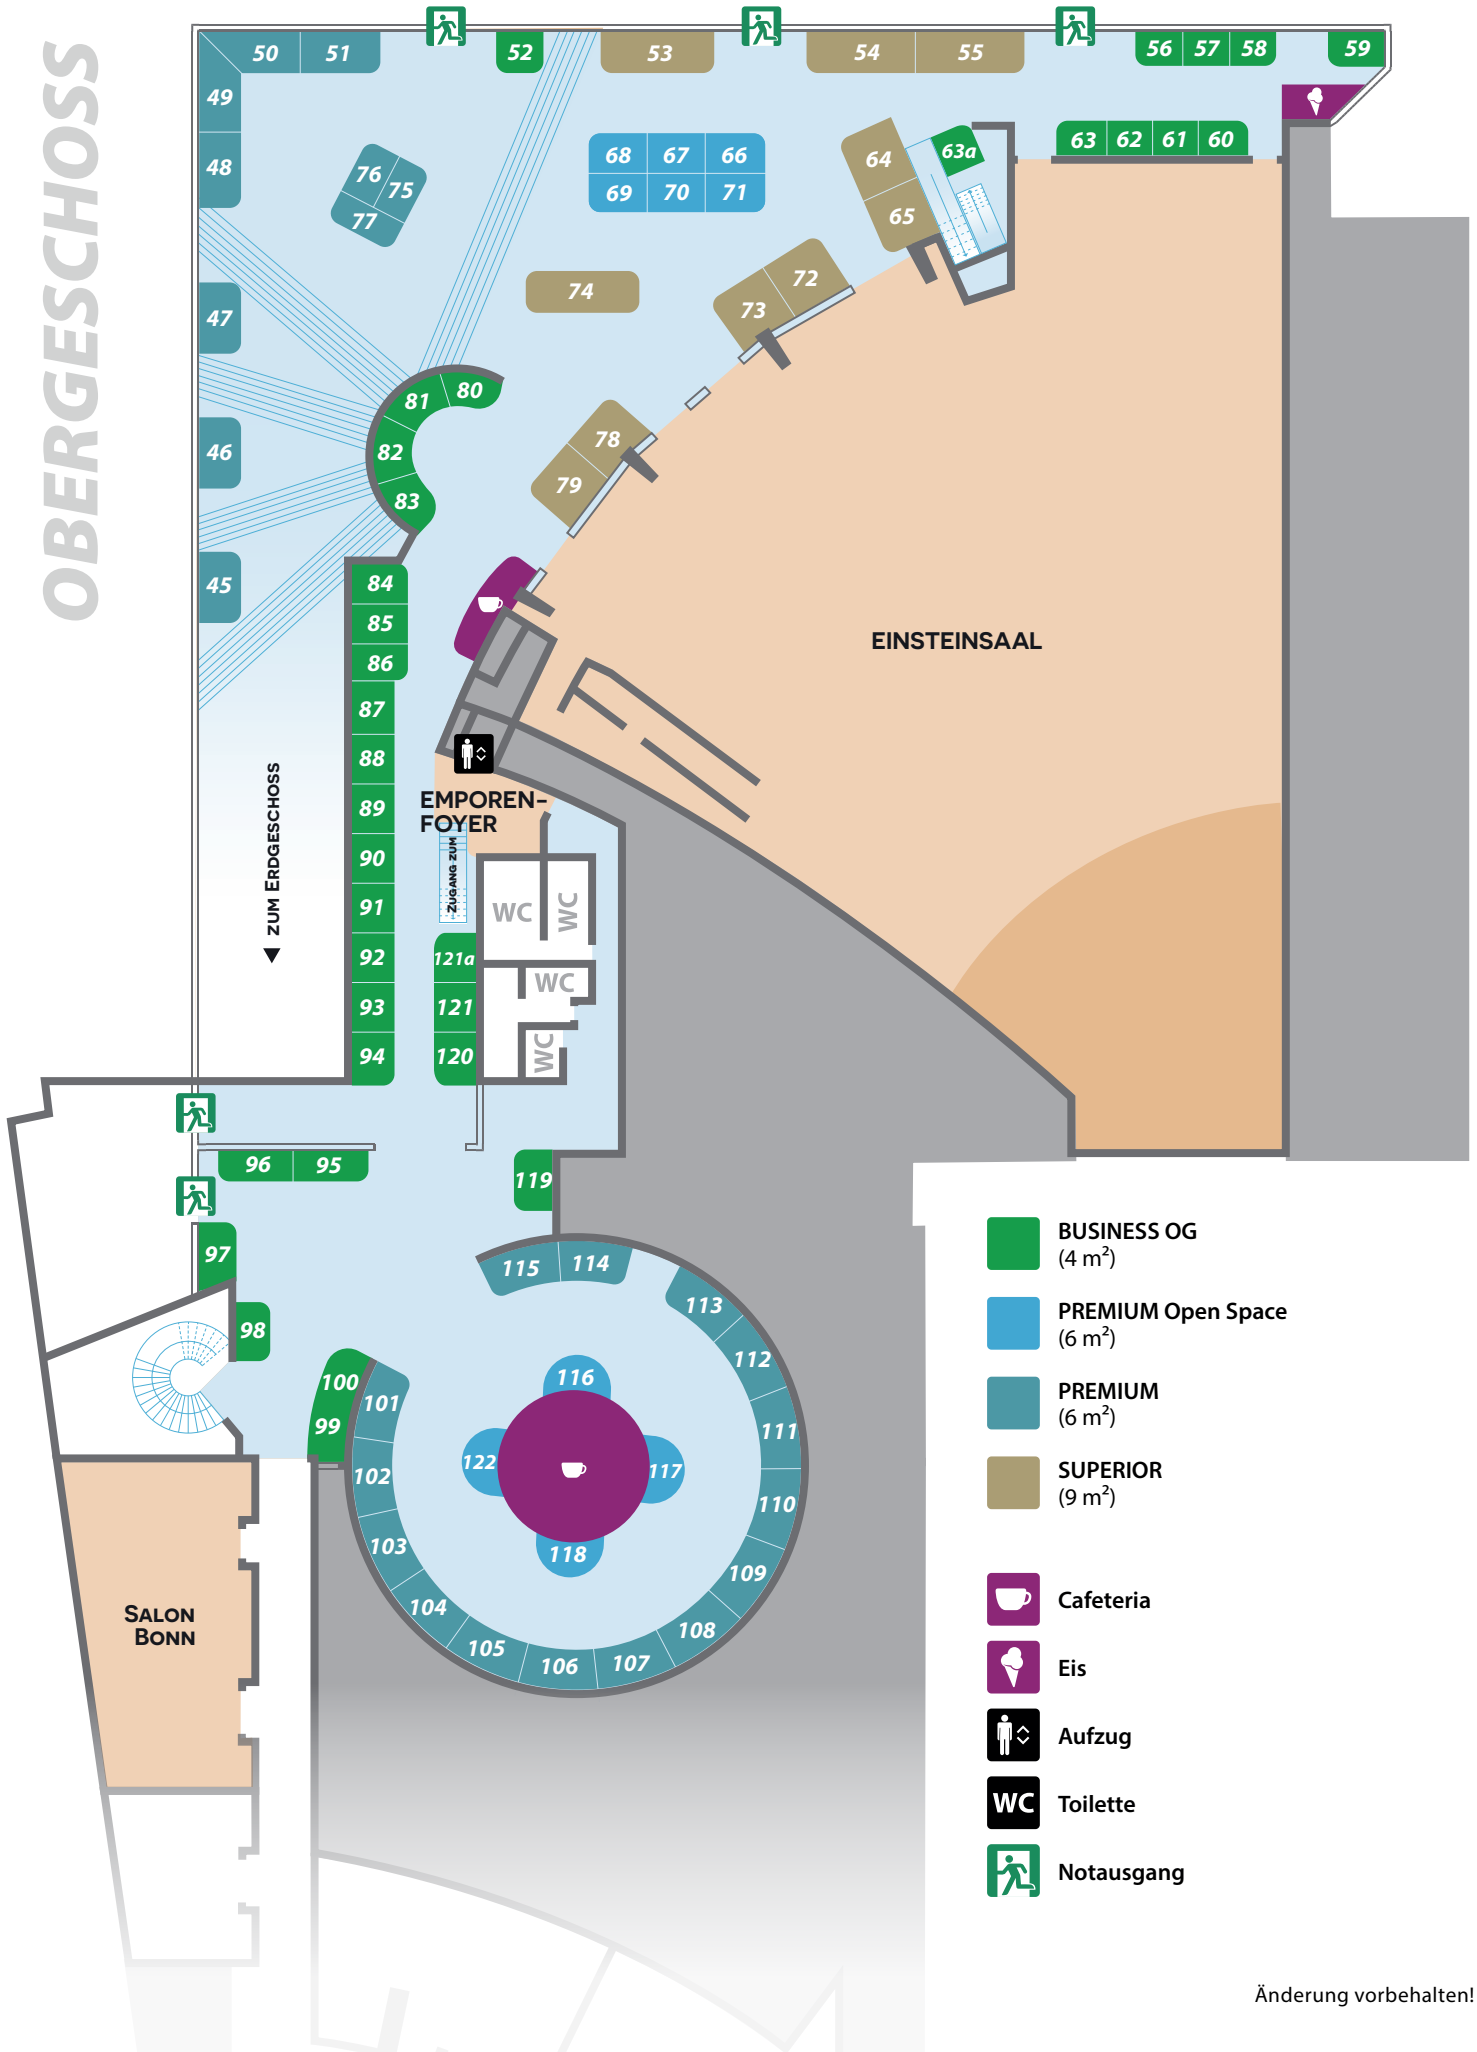 OBERGESCHOSS
50
51
52
53
54
55
56
57
58
59
49
48
76
75
77
68
67
66
69
70
71
64
63a
65
63
62
61
60
47
74
73
72
46
81
80
82
83
78
79
45
84
85
86
87
88
89
90
91
92
93
94
EINSTEINSAAL
EMPOREN-
FOYER
ZUGANG ZUM
ZUM ERDGESCHOSS
WC
WC
WC
WC
121a
121
120
96
95
119
97
98
100
99
115
114
113
112
111
110
109
108
107
106
105
104
103
102
101
116
122
117
118
SALON
BONN
BUSINESS OG
(4 m²)
PREMIUM Open Space
(6 m²)
PREMIUM
(6 m²)
SUPERIOR
(9 m²)
Cafeteria
Eis
Aufzug
WC Toilette
Notausgang
Änderung vorbehalten!